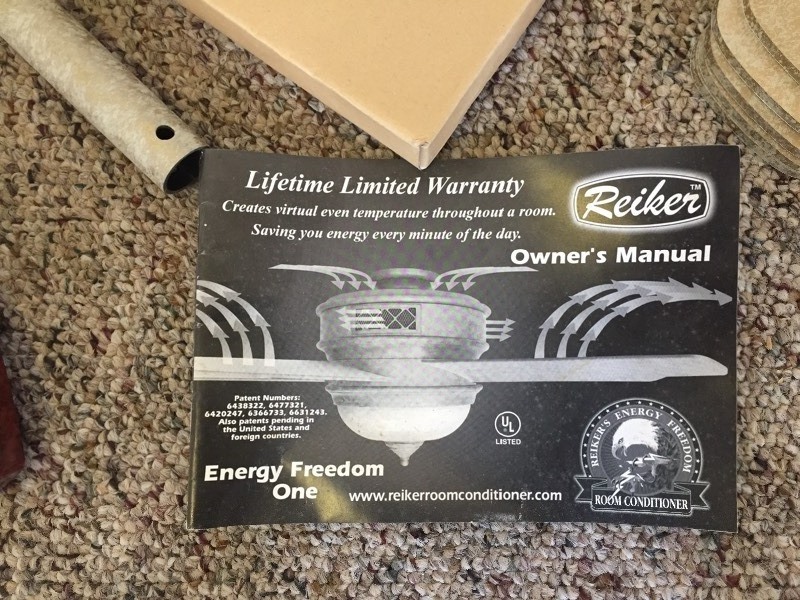 Lifetime Limited Warranty
Creates virtual even temperature throughout a room.
Saving you energy every minute of the day.
Reiker™
Owner's Manual
Patent Numbers:
6438322, 6477321,
6420247, 6366733, 6631243.
Also patents pending in
the United States and
foreign countries.
UL
LISTED
REIKER'S ENERGY FREEDOM
ROOM CONDITIONER
Energy Freedom
One
www.reikerroomconditioner.com